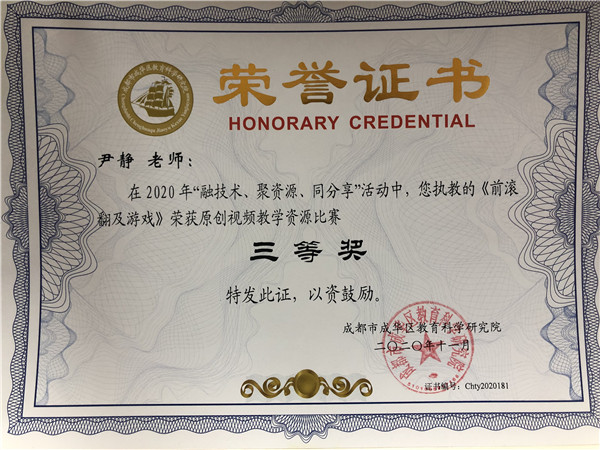 荣誉证书
HONORARY CREDENTIAL
尹静 老师：
在2020年“融技术、聚资源、同分享”活动中，您执教的《前滚
翻及游戏》荣获原创视频教学资源比赛
三等奖
特发此证，以资鼓励。
成都市成华区教育科学研究院
二〇二〇年十一月
证书编号：Chty2020181